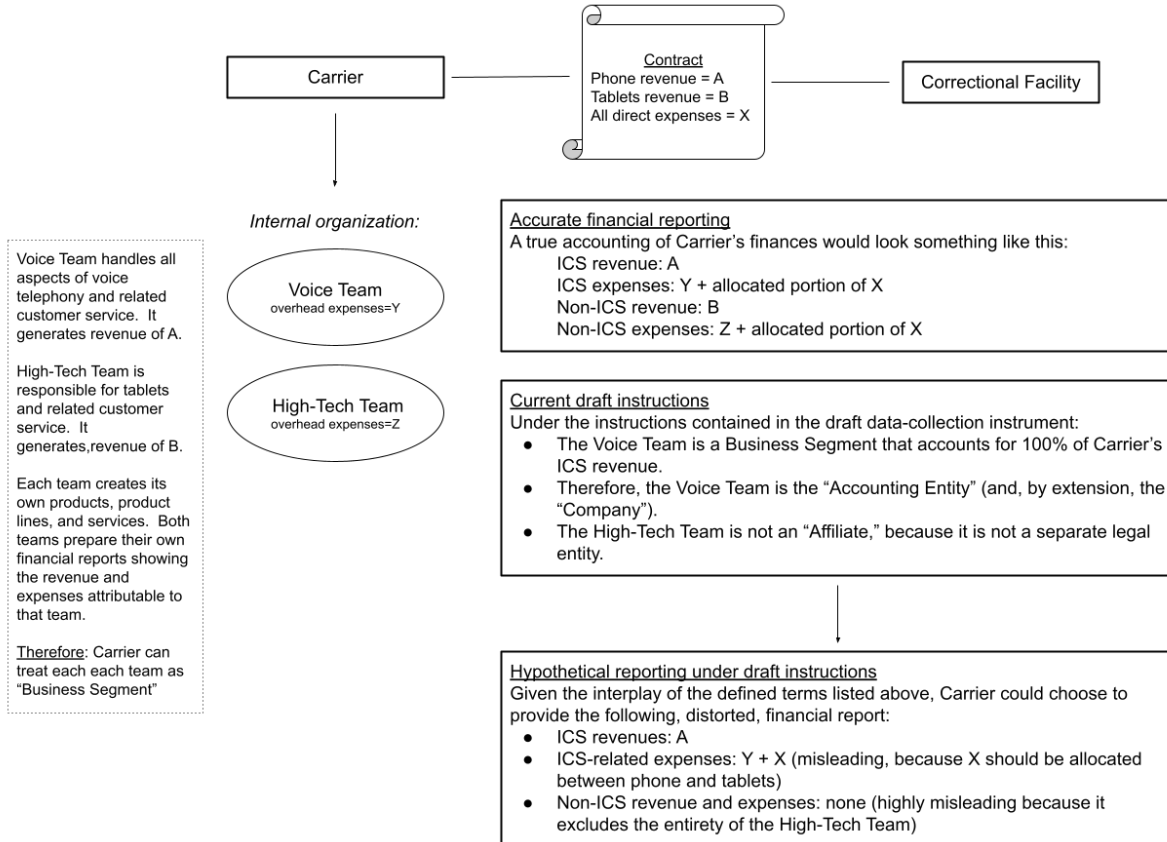 Carrier
Contract
Phone revenue = A
Tablets revenue = B
All direct expenses = X
Correctional Facility
Internal organization:
Voice Team
overhead expenses=Y
High-Tech Team
overhead expenses=Z
Voice Team handles all
aspects of voice
telephony and related
customer service.  It
generates revenue of A.
High-Tech Team is
responsible for tablets
and related customer
service.  It
generates,revenue of B.
Each team creates its
own products, product
lines, and services.  Both
teams prepare their own
financial reports showing
the revenue and
expenses attributable to
that team.
Therefore: Carrier can
treat each each team as
“Business Segment”
Accurate financial reporting
A true accounting of Carrier’s finances would look something like this:
ICS revenue: A
ICS expenses: Y + allocated portion of X
Non-ICS revenue: B
Non-ICS expenses: Z + allocated portion of X
Current draft instructions
Under the instructions contained in the draft data-collection instrument:
● The Voice Team is a Business Segment that accounts for 100% of Carrier’s
ICS revenue.
● Therefore, the Voice Team is the “Accounting Entity” (and, by extension, the
“Company”).
● The High-Tech Team is not an “Affiliate,” because it is not a separate legal
entity.
Hypothetical reporting under draft instructions
Given the interplay of the defined terms listed above, Carrier could choose to
provide the following, distorted, financial report:
● ICS revenues: A
● ICS-related expenses: Y + X (misleading, because X should be allocated
between phone and tablets)
● Non-ICS revenue and expenses: none (highly misleading because it
excludes the entirety of the High-Tech Team)